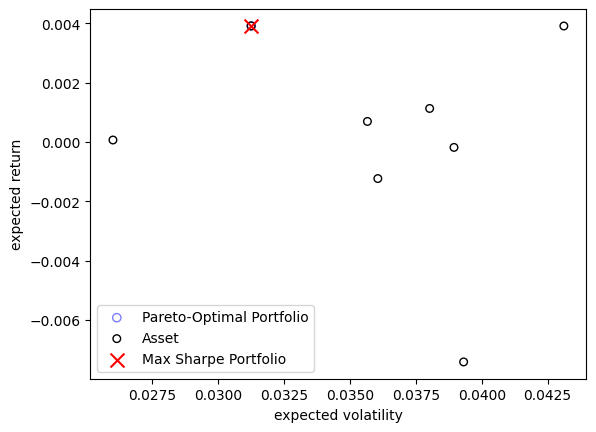 0.004
0.002
0.000
−0.002
−0.004
−0.006
expected return
Pareto-Optimal Portfolio
Asset
Max Sharpe Portfolio
0.0275 0.0300 0.0325 0.0350 0.0375 0.0400 0.0425
expected volatility